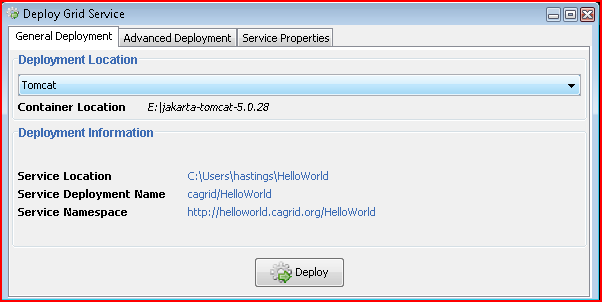 Deploy Grid Service
General Deployment Advanced Deployment Service Properties
Deployment Location
Tomcat
Container Location E:\jakarta-tomcat-5.0.28
Deployment Information
Service Location C:\Users\hastings\HelloWorld
Service Deployment Name cagrid/HelloWorld
Service Namespace http://helloworld.cagrid.org/HelloWorld
Deploy